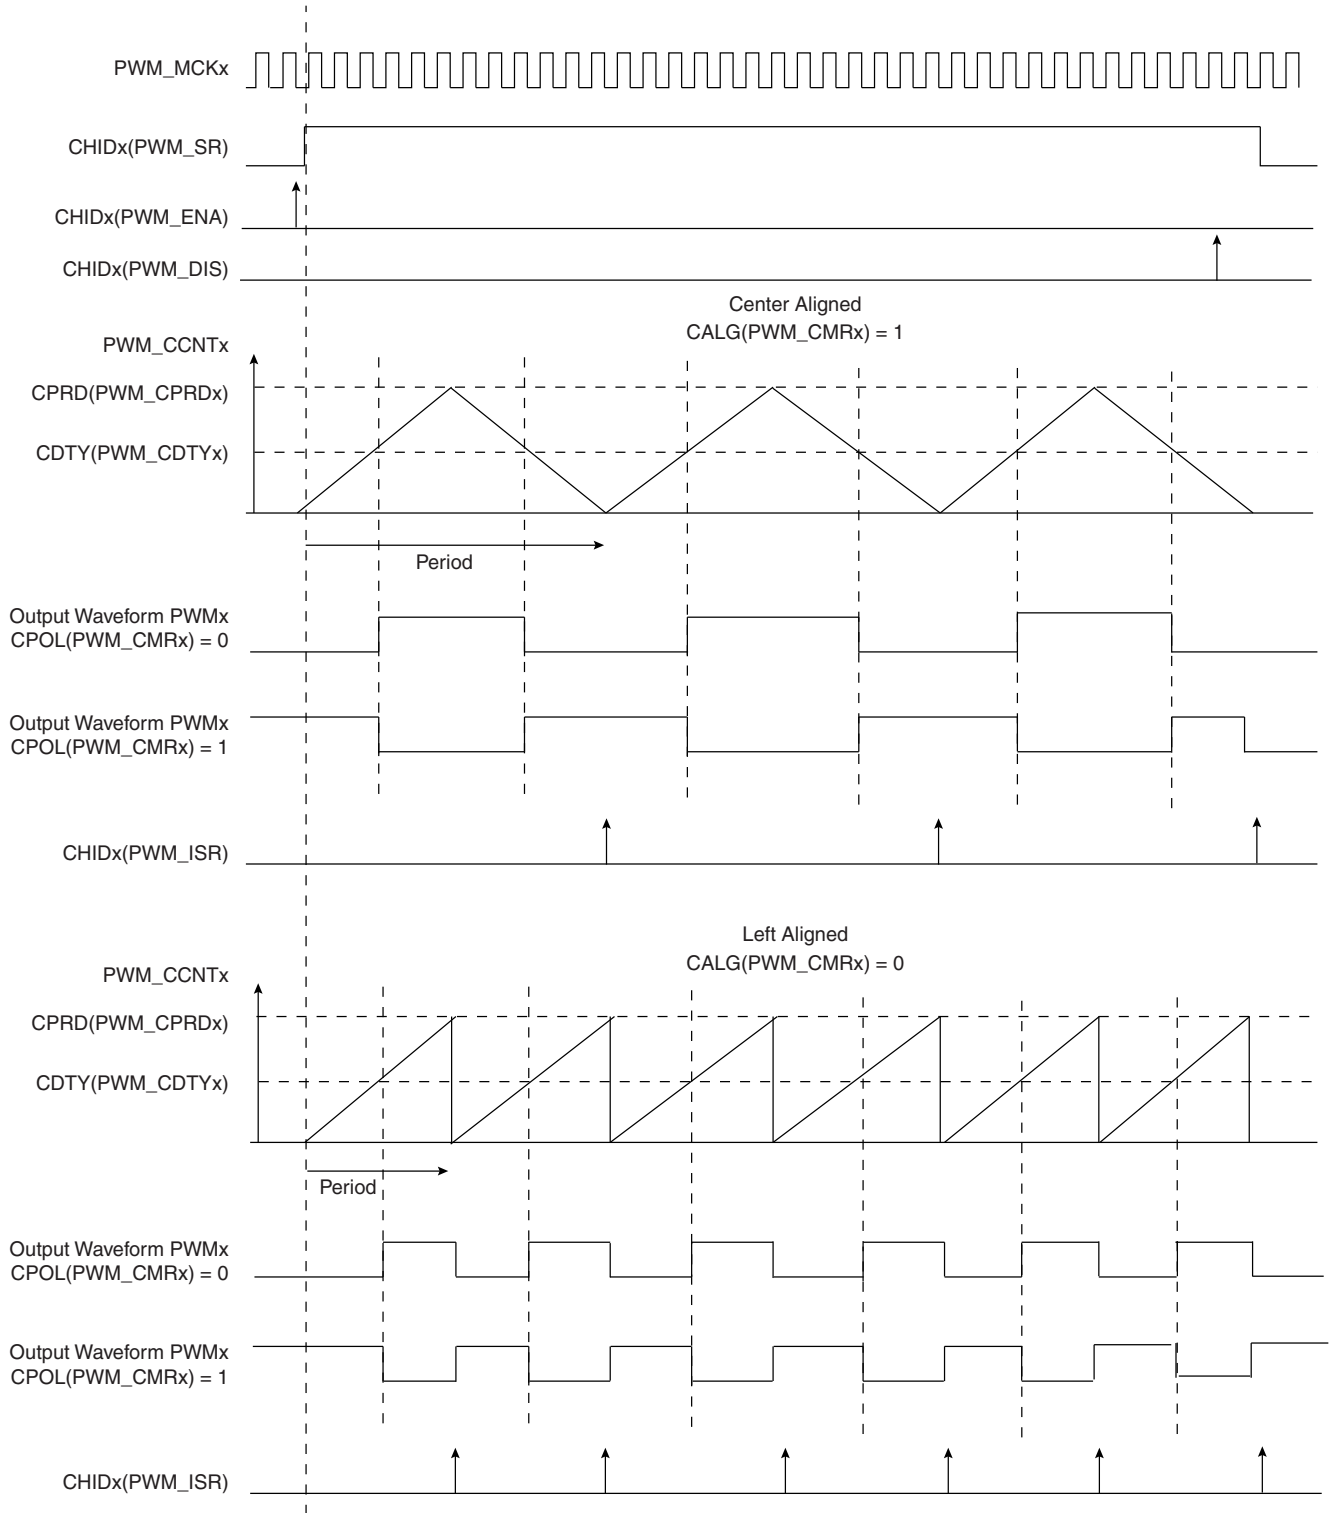 PWM_MCKx
CHIDx(PWM_SR)
CHIDx(PWM_ENA)
CHIDx(PWM_DIS)
Center Aligned
CALG(PWM_CMRx) = 1
PWM_CCNTx
CPRD(PWM_CPRDx)
CDTY(PWM_CDTYx)
Period
Output Waveform PWMx
CPOL(PWM_CMRx) = 0
Output Waveform PWMx
CPOL(PWM_CMRx) = 1
CHIDx(PWM_ISR)
Left Aligned
CALG(PWM_CMRx) = 0
PWM_CCNTx
CPRD(PWM_CPRDx)
CDTY(PWM_CDTYx)
Period
Output Waveform PWMx
CPOL(PWM_CMRx) = 0
Output Waveform PWMx
CPOL(PWM_CMRx) = 1
CHIDx(PWM_ISR)